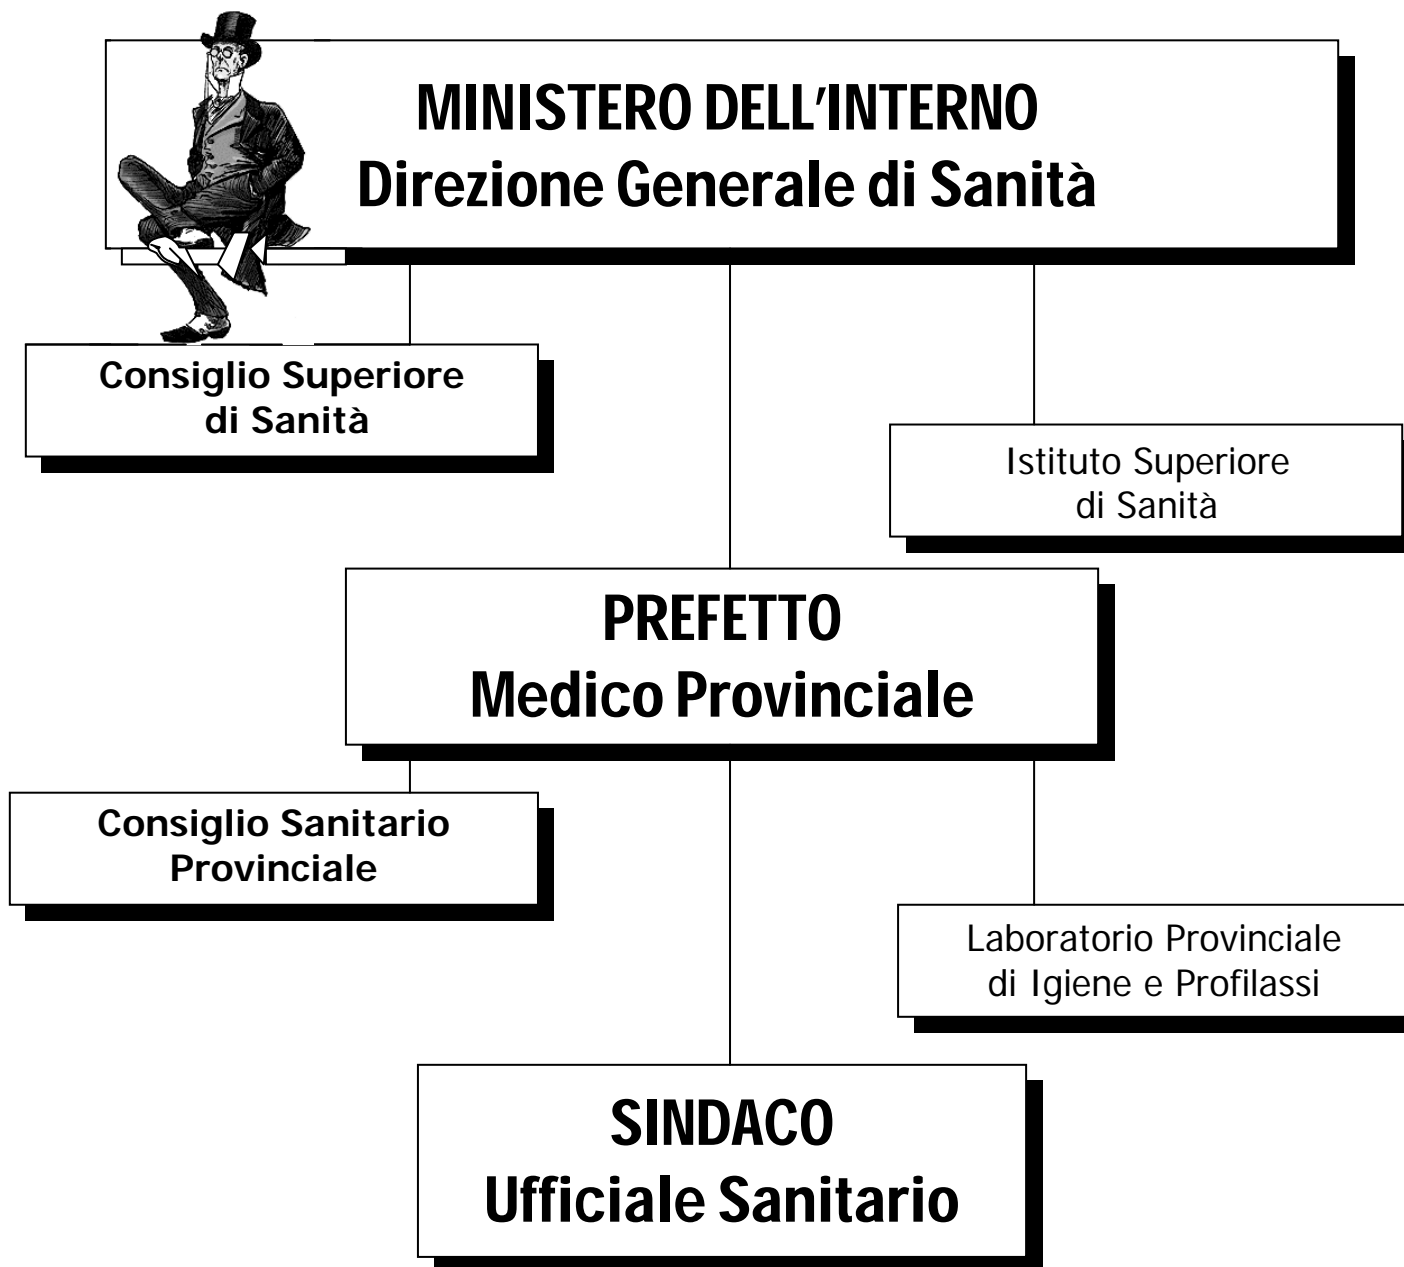 MINISTERO DELL'INTERNO
Direzione Generale di Sanità
Consiglio Superiore
di Sanità
Istituto Superiore
di Sanità
PREFETTO
Medico Provinciale
Consiglio Sanitario
Provinciale
Laboratorio Provinciale
di Igiene e Profilassi
SINDACO
Ufficiale Sanitario